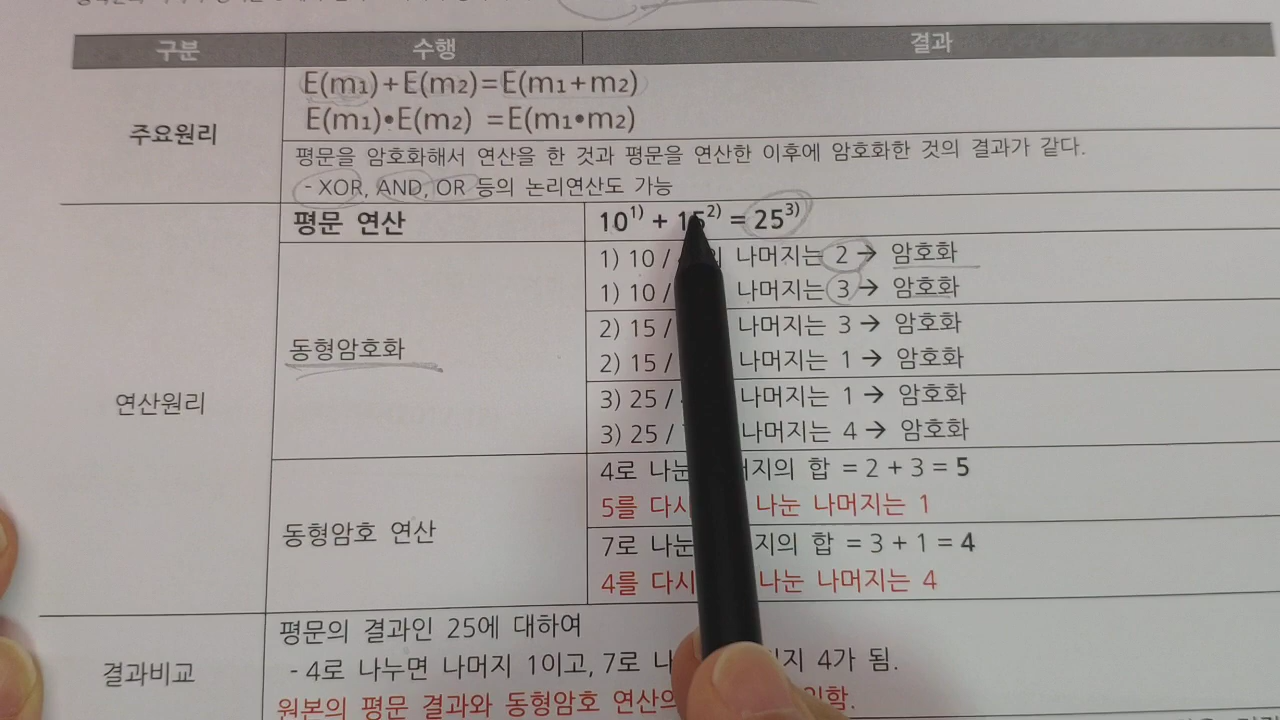 구분 수행 결과
E(m₁)+E(m₂)=E(m₁+m₂)
E(m₁)•E(m₂) =E(m₁•m₂)
주요원리
평문을 암호화해서 연산을 한 것과 평문을 연산한 이후에 암호화한 것의 결과가 같다.
- XOR, AND, OR 등의 논리연산도 가능
평문 연산 10¹⁾ + 15²⁾ = 25³⁾
1) 10 / 나머지는 2 → 암호화
1) 10 / 나머지는 3 → 암호화
2) 15 / 나머지는 3 → 암호화
동형암호화
2) 15 / 나머지는 1 → 암호화
연산원리
3) 25 / 나머지는 1 → 암호화
3) 25 / 나머지는 4 → 암호화
4로 나눈 나머지의 합 = 2 + 3 = 5
5를 다시 나눈 나머지는 1
동형암호 연산
7로 나눈 나머지의 합 = 3 + 1 = 4
4를 다시 나눈 나머지는 4
평문의 결과인 25에 대하여
결과비교
- 4로 나누면 나머지 1이고, 7로 나 4가 됨.
원본의 평문 결과와 동형암호 연산의